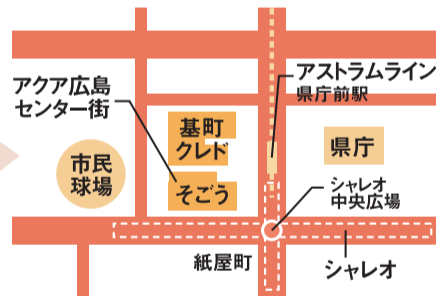 アクア広島
センター街
アストラムライン
県庁前駅
基町
クレド
県庁
市民
球場
そごう
シャレオ
中央広場
紙屋町
シャレオ